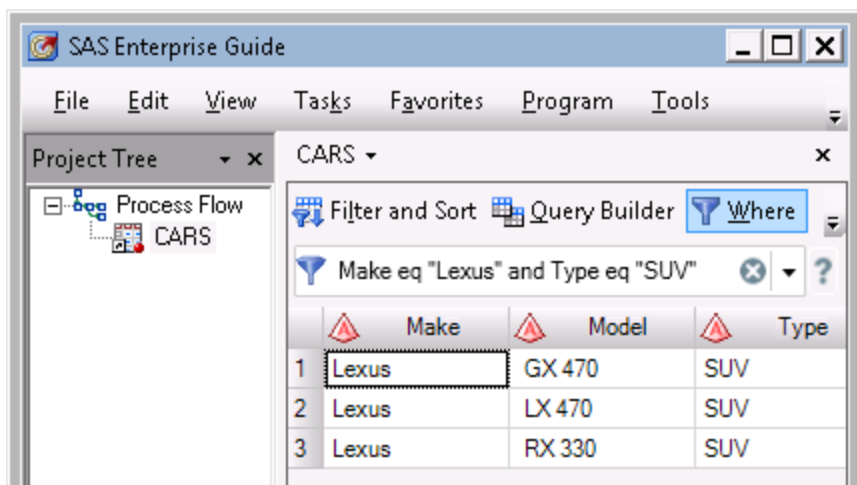 SAS Enterprise Guide
File Edit View Tasks Favorites Program Tools
Project Tree
CARS
Process Flow
CARS
Filter and Sort Query Builder Where
Make eq "Lexus" and Type eq "SUV" ?
Make Model Type
1 Lexus GX 470 SUV
2 Lexus LX 470 SUV
3 Lexus RX 330 SUV